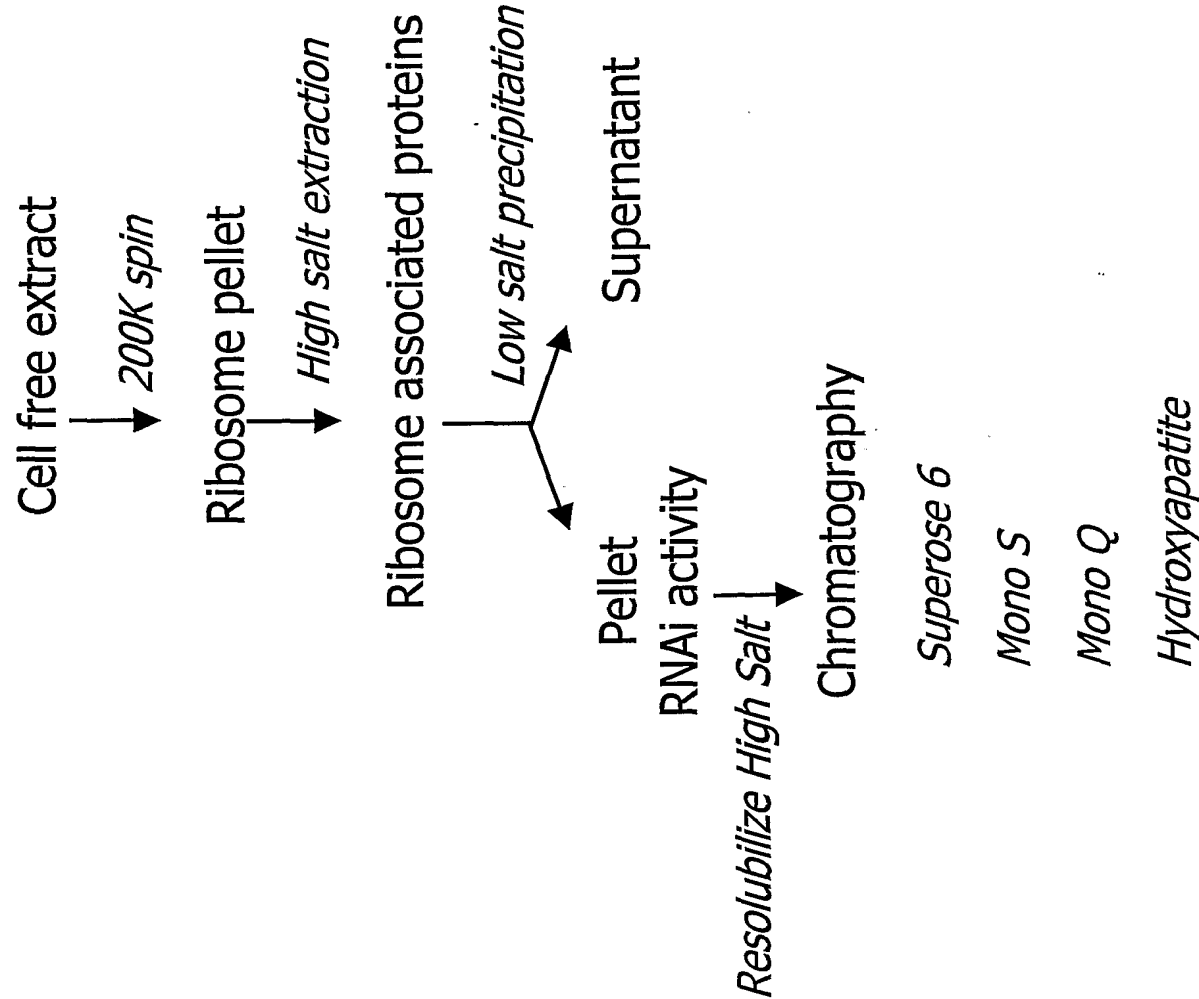 Cell free extract
200K spin
Ribosome pellet
High salt extraction
Ribosome associated proteins
Low salt precipitation
Pellet
RNAi activity
Supernatant
Resolubilize High Salt
Chromatography
Superose 6
Mono S
Mono Q
Hydroxyapatite